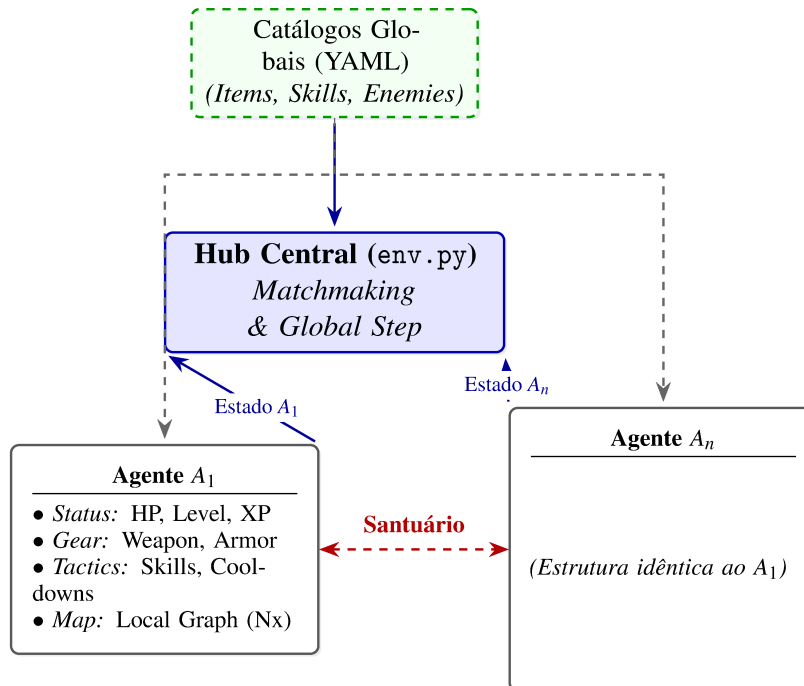 Catálogos Glo-
bais (YAML)
(Items, Skills, Enemies)
Hub Central (env.py)
Matchmaking
& Global Step
Estado A1
Estado An
Agente A1
• Status: HP, Level, XP
• Gear: Weapon, Armor
• Tactics: Skills, Cool-
downs
• Map: Local Graph (Nx)
Santuário
Agente An
(Estrutura idêntica ao A1)